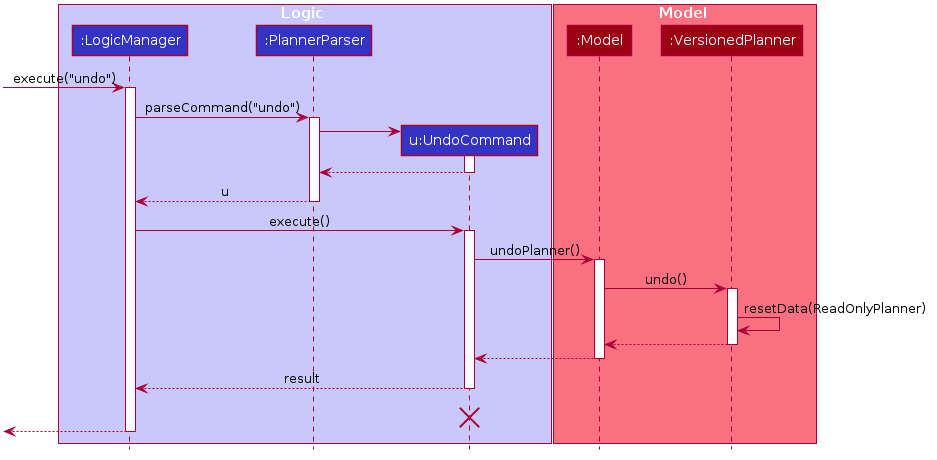 Logic
Model
:LogicManager
:PlannerParser
:Model
:VersionedPlanner
execute("undo")
parseCommand("undo")
u:UndoCommand
u
execute()
undoPlanner()
undo()
resetData(ReadOnlyPlanner)
result